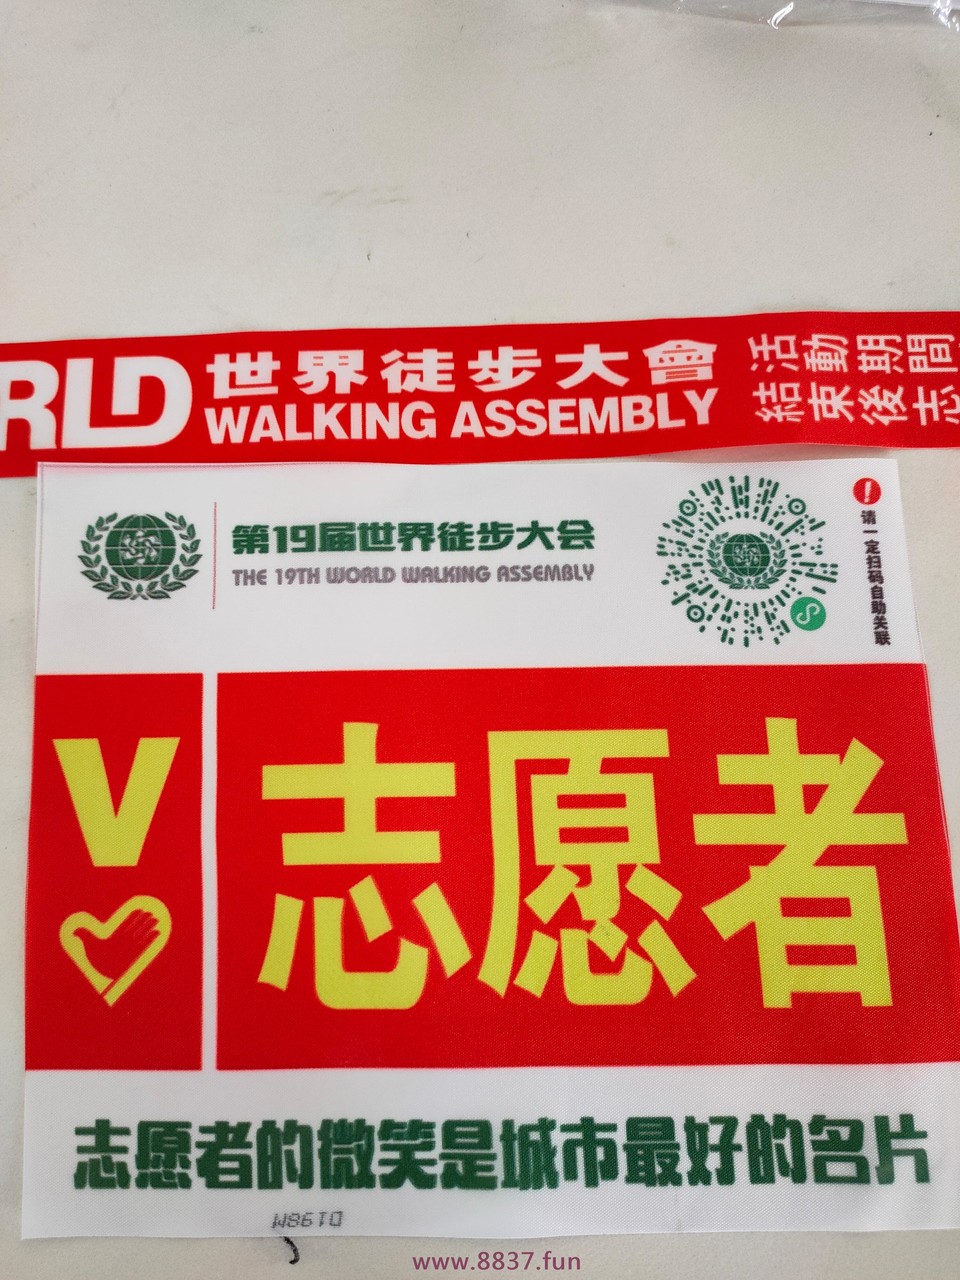 RLD
世界徒步大會
WALKING ASSEMBLY
活動期間
結束後志
第19届世界徒步大会
THE 19TH WORLD WALKING ASSEMBLY
请一定扫码自助关联
V
志愿者
志愿者的微笑是城市最好的名片
www.8837.fun